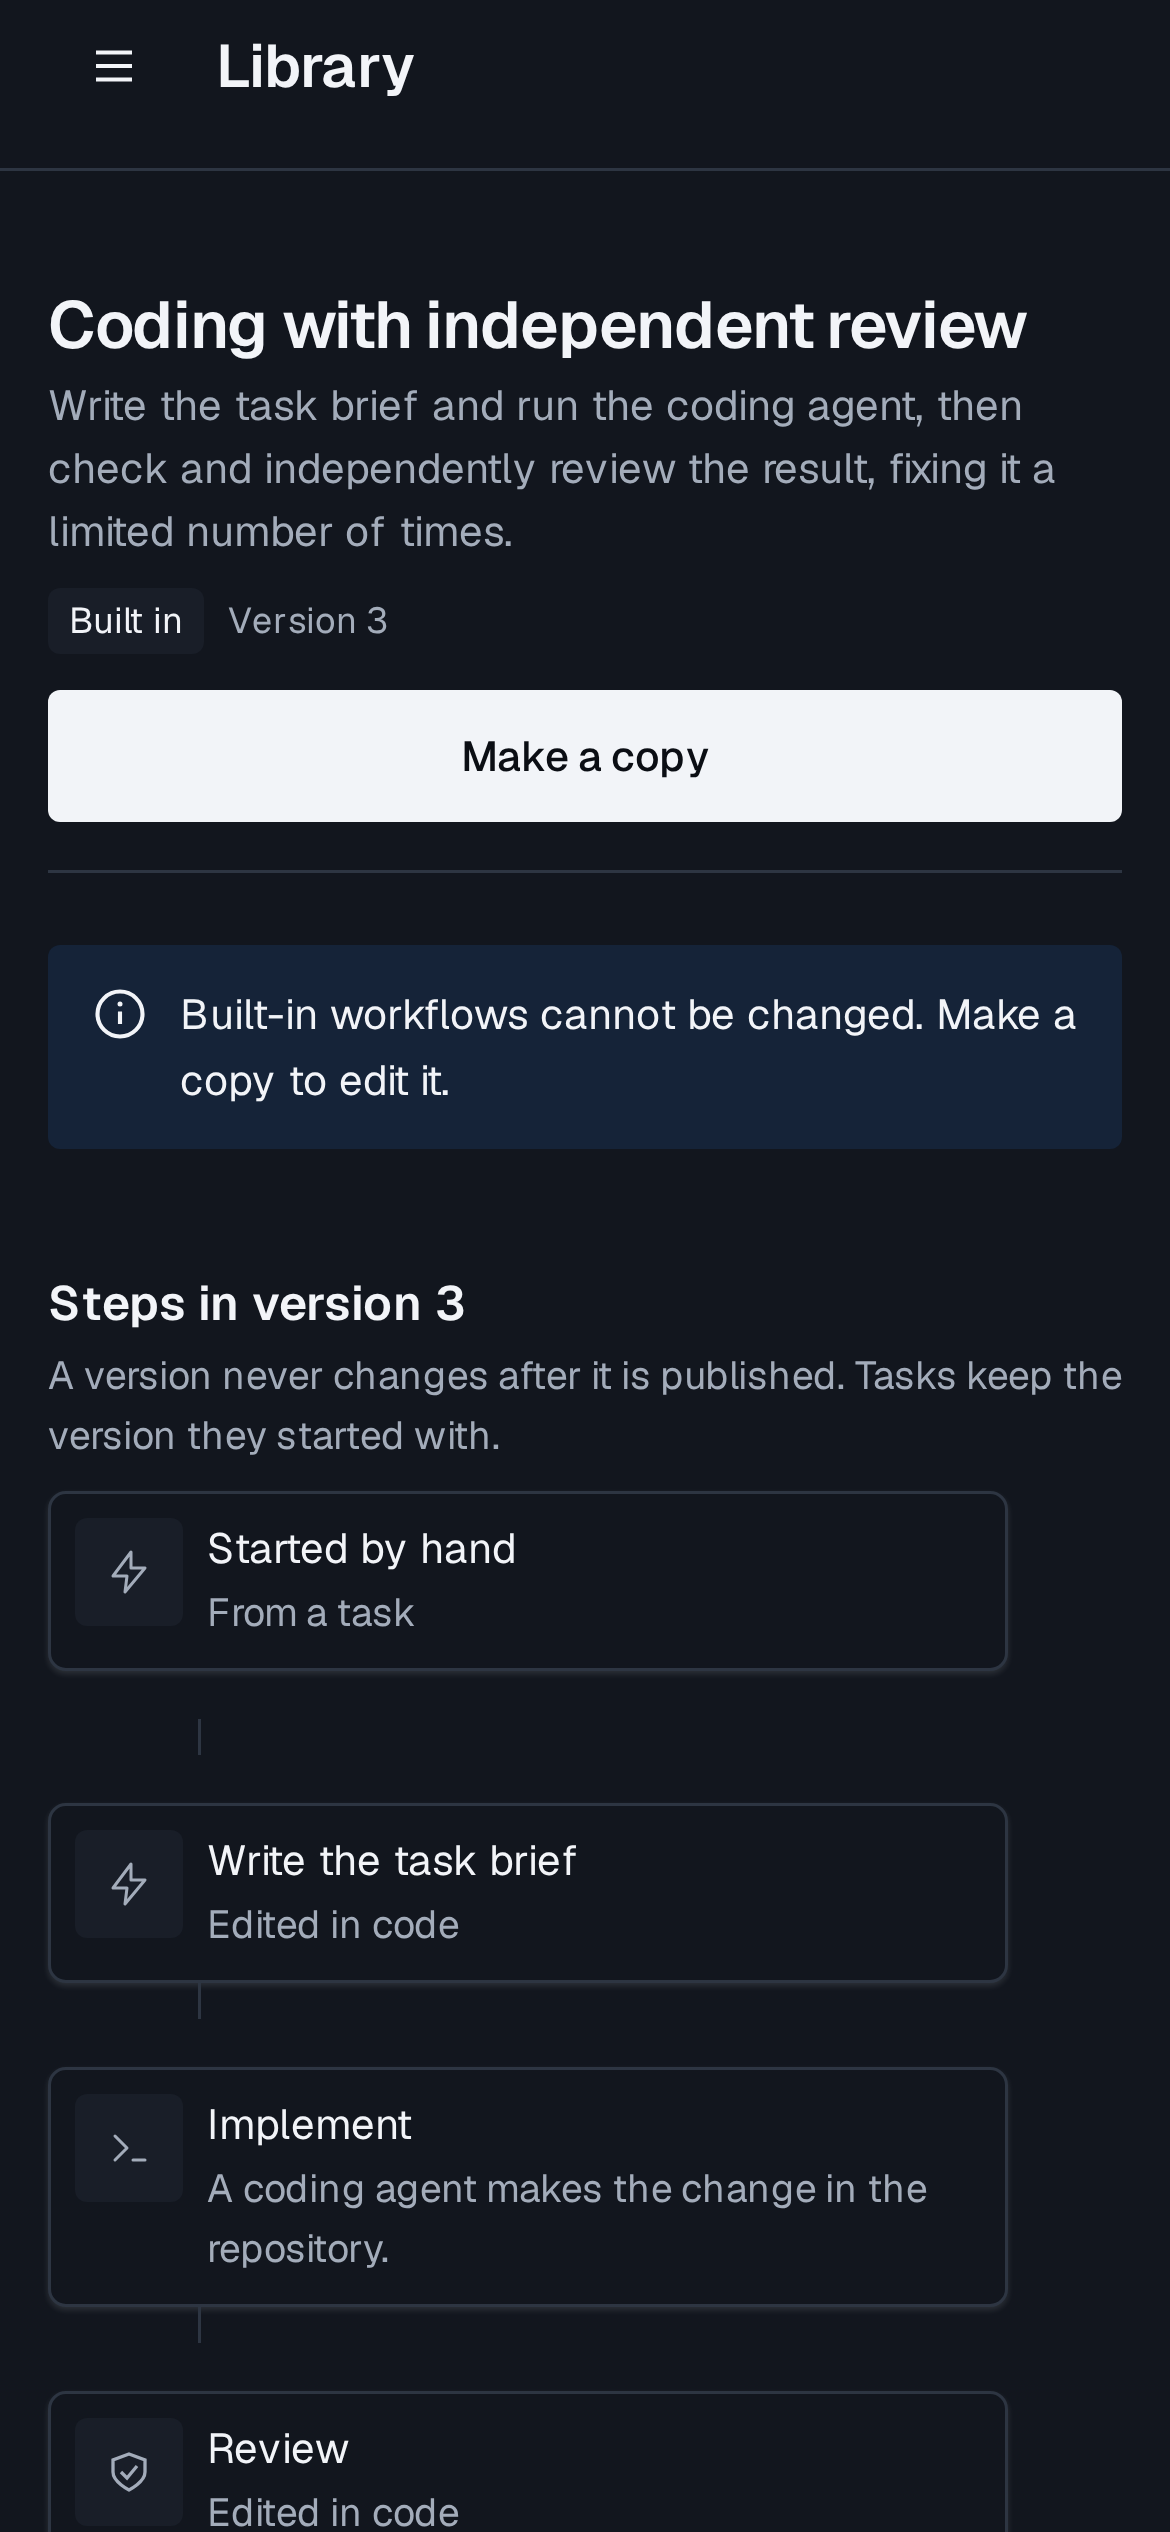 Library
Coding with independent review
Write the task brief and run the coding agent, then
check and independently review the result, fixing it a
limited number of times.
Built in Version 3
Make a copy
Built-in workflows cannot be changed. Make a
copy to edit it.
Steps in version 3
A version never changes after it is published. Tasks keep the
version they started with.
Started by hand
From a task
Write the task brief
Edited in code
Implement
A coding agent makes the change in the
repository.
Review
Edited in code